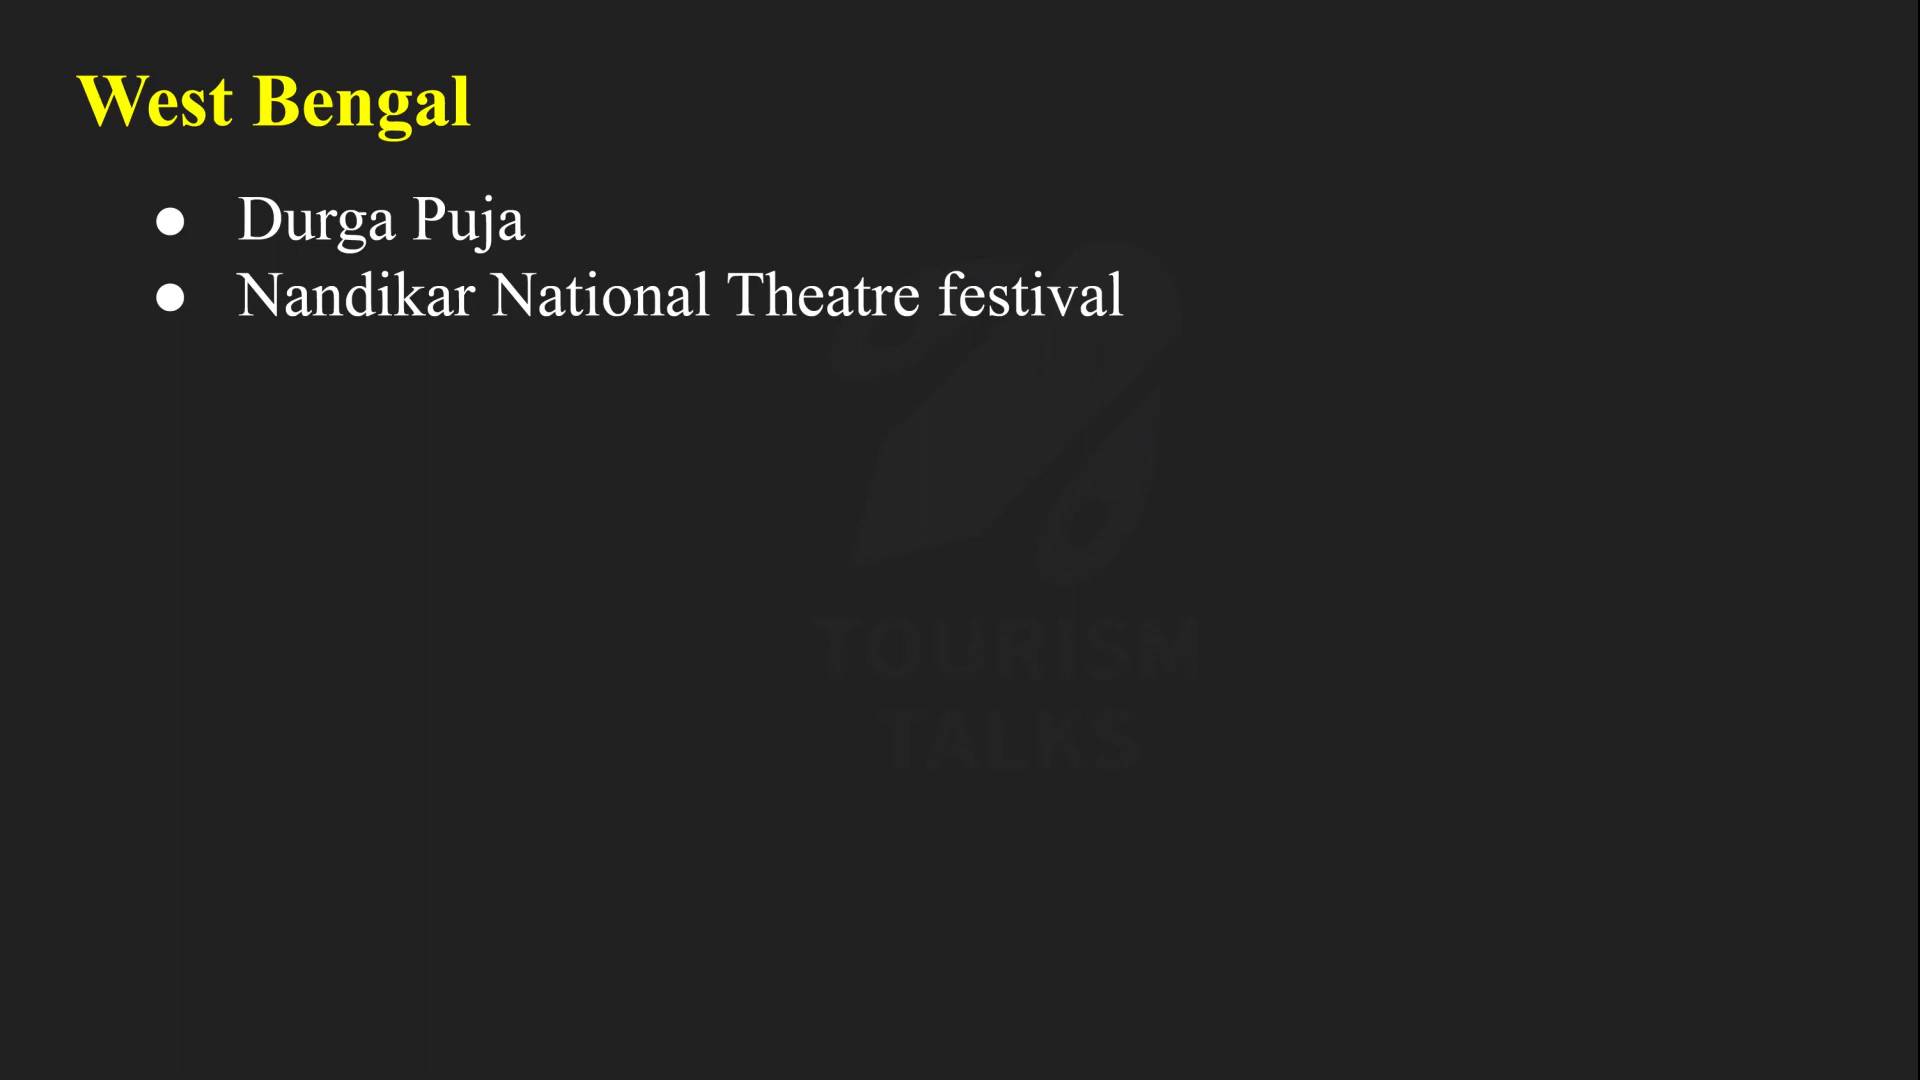 West Bengal
● Durga Puja
● Nandikar National Theatre festival
TOURISM
TALKS